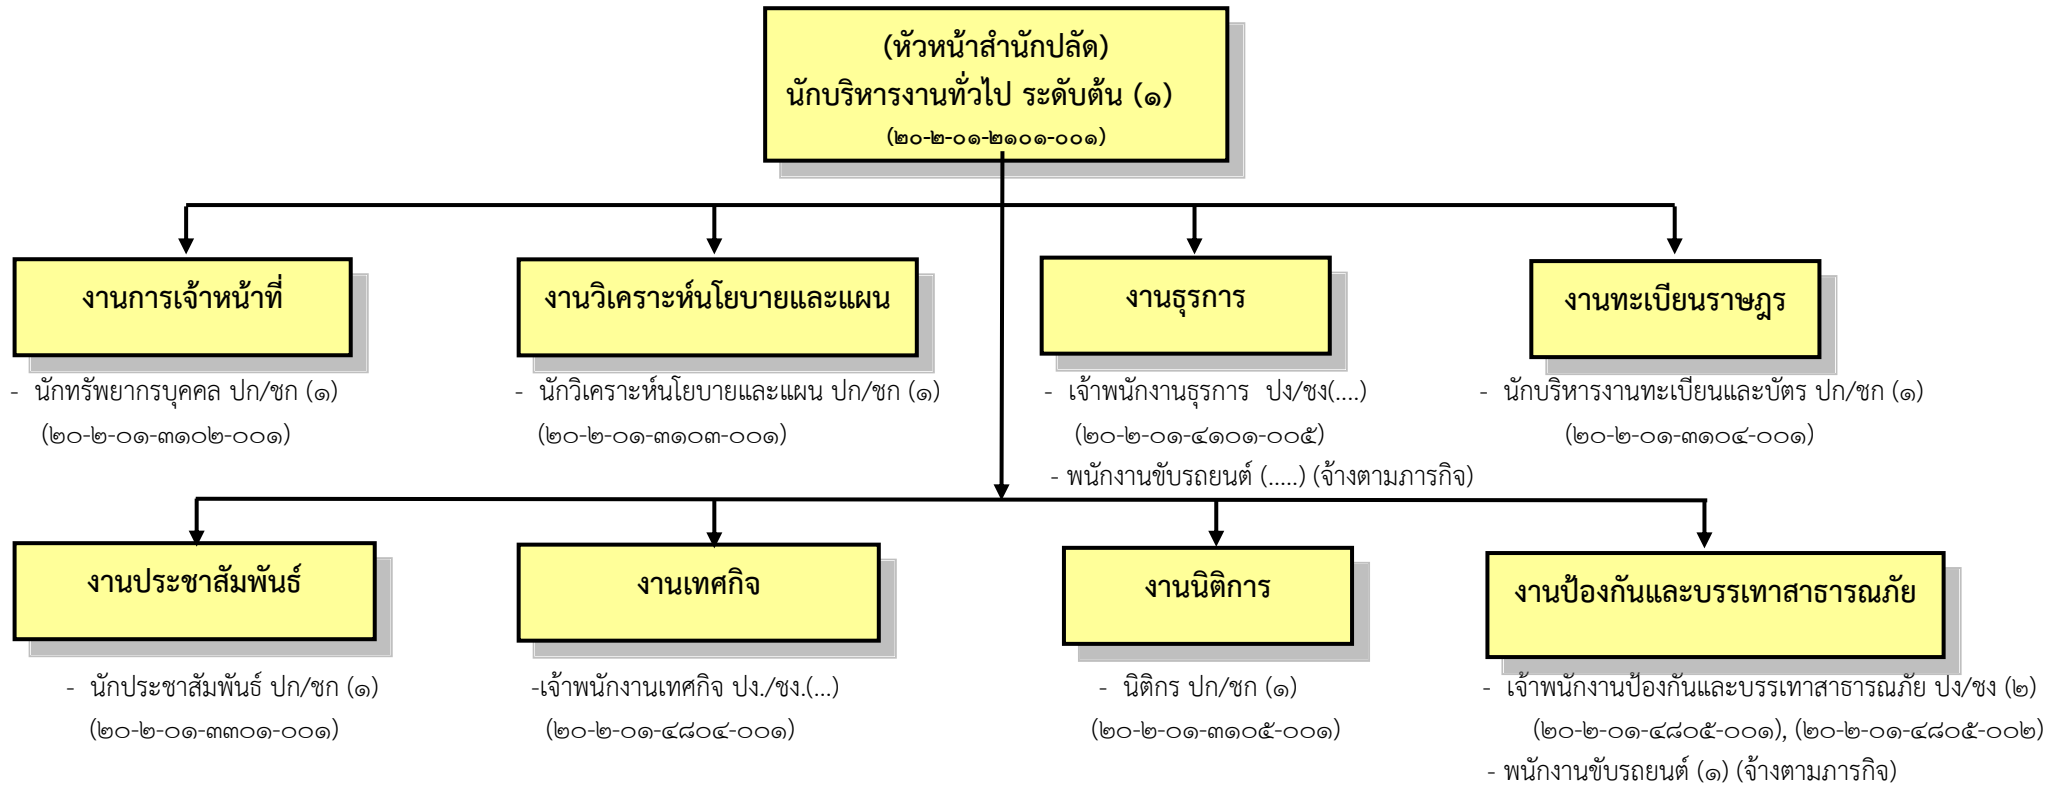 (หัวหน้าสำนักปลัด)
นักบริหารงานทั่วไป ระดับต้น (๑)
(๒๐-๒-๐๑-๒๑๐๑-๐๐๑)
งานการเจ้าหน้าที่
งานวิเคราะห์นโยบายและแผน
งานธุรการ
งานทะเบียนราษฎร
- นักทรัพยากรบุคคล ปก/ชก (๑)
(๒๐-๒-๐๑-๓๑๐๒-๐๐๑)
- นักวิเคราะห์นโยบายและแผน ปก/ชก (๑)
(๒๐-๒-๐๑-๓๑๐๓-๐๐๑)
- เจ้าพนักงานธุรการ ปง/ชง(....)
(๒๐-๒-๐๑-๔๑๐๑-๐๐๕)
- พนักงานขับรถยนต์ (.....) (จ้างตามภารกิจ)
- นักบริหารงานทะเบียนและบัตร ปก/ชก (๑)
(๒๐-๒-๐๑-๓๑๐๔-๐๐๑)
งานประชาสัมพันธ์
งานเทศกิจ
งานนิติการ
งานป้องกันและบรรเทาสาธารณภัย
- นักประชาสัมพันธ์ ปก/ชก (๑)
(๒๐-๒-๐๑-๓๓๐๑-๐๐๑)
-เจ้าพนักงานเทศกิจ ปง./ชง.(...)
(๒๐-๒-๐๑-๔๘๐๔-๐๐๑)
- นิติกร ปก/ชก (๑)
(๒๐-๒-๐๑-๓๑๐๕-๐๐๑)
- เจ้าพนักงานป้องกันและบรรเทาสาธารณภัย ปง/ชง (๒)
(๒๐-๒-๐๑-๔๘๐๕-๐๐๑), (๒๐-๒-๐๑-๔๘๐๕-๐๐๒)
- พนักงานขับรถยนต์ (๑) (จ้างตามภารกิจ)